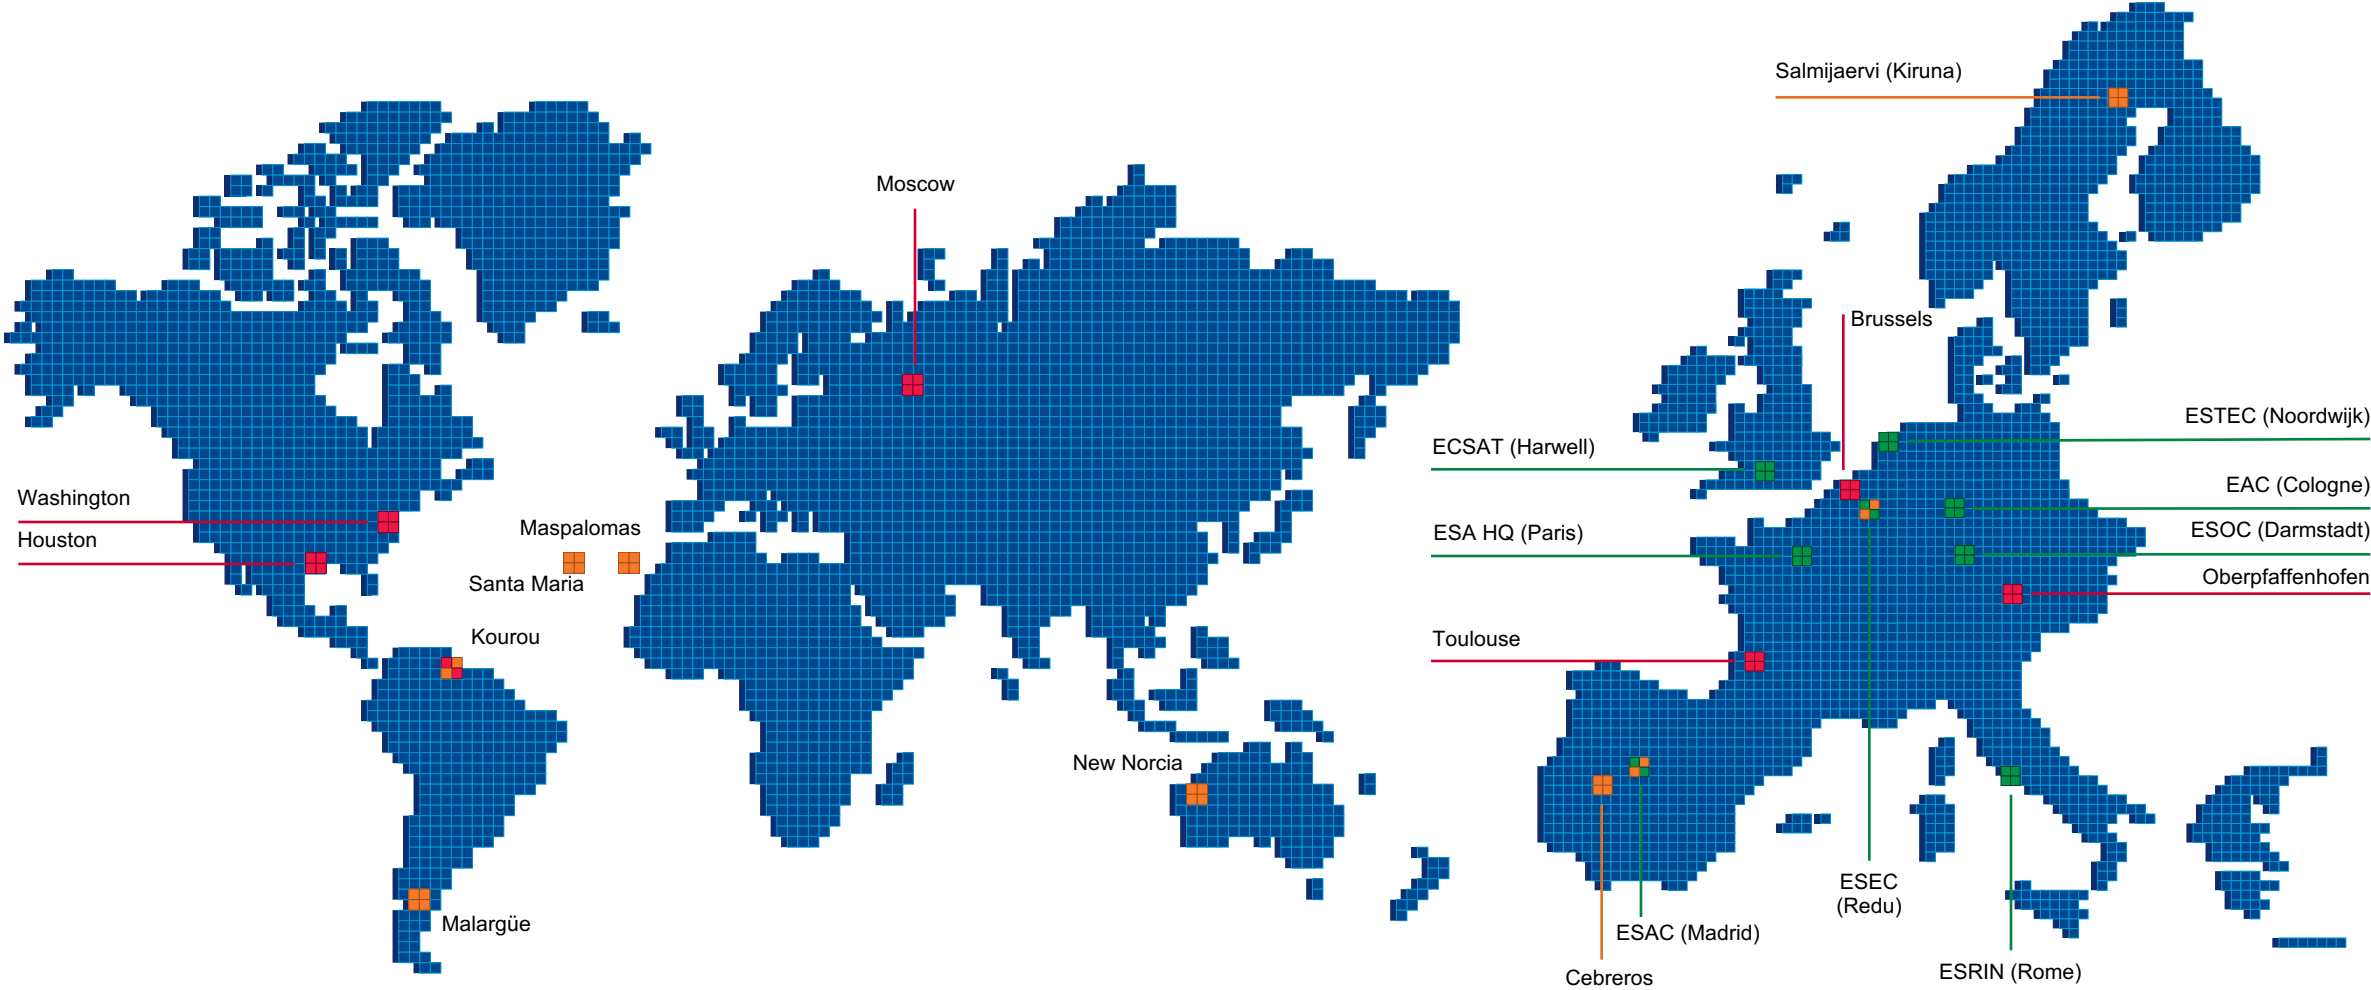 Salmijaervi (Kiruna)
Moscow
Brussels
ESTEC (Noordwijk)
ECSAT (Harwell)
EAC (Cologne)
Washington
Maspalomas
ESA HQ (Paris)
ESOC (Darmstadt)
Houston
Santa Maria
Oberpfaffenhofen
Kourou
Toulouse
New Norcia
ESEC
(Redu)
Malargüe
ESAC (Madrid)
Cebreros
ESRIN (Rome)